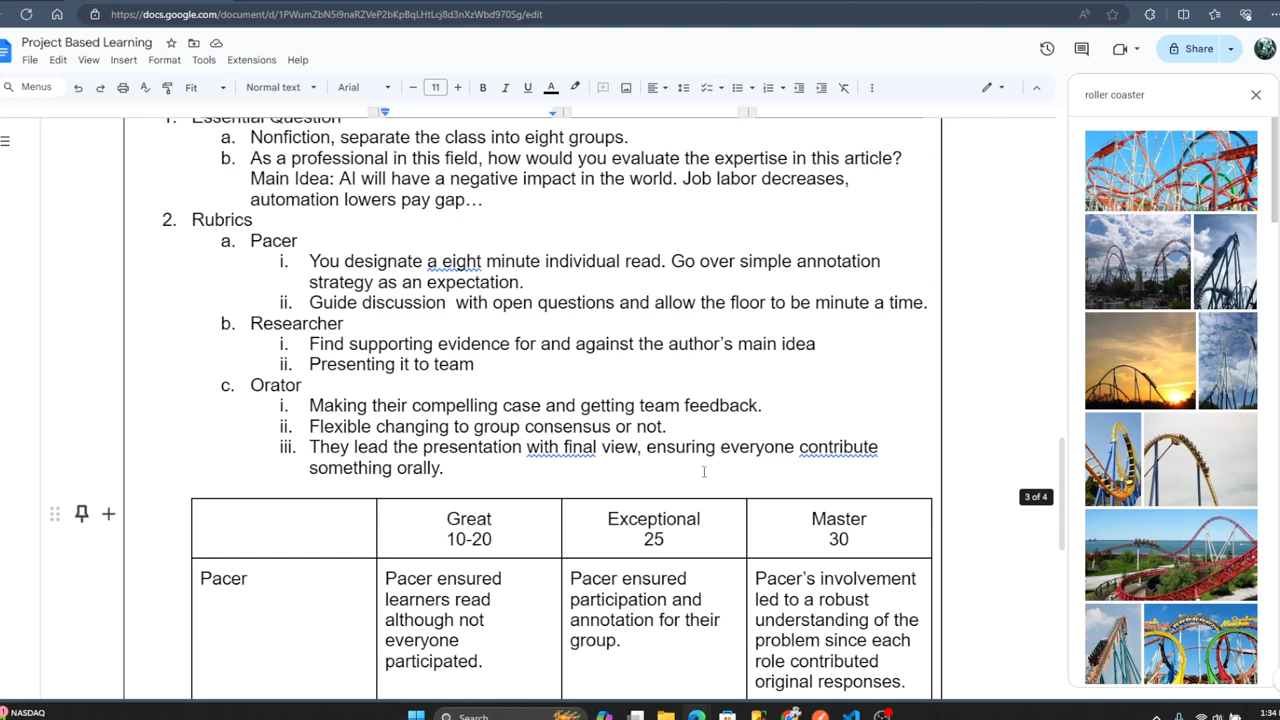 https://docs.google.com/document/d/1PWumZbN5i9naRZVeP2bKpBqLHtLcj8d3nXzWbd970Sg/edit
Project Based Learning
File Edit View Insert Format Tools Extensions Help
Share
Menus Fit Normal text Arial 11
roller coaster
1. Essential Question
a. Nonfiction, separate the class into eight groups.
b. As a professional in this field, how would you evaluate the expertise in this article?
Main Idea: AI will have a negative impact in the world. Job labor decreases,
automation lowers pay gap…
2. Rubrics
a. Pacer
i. You designate a eight minute individual read. Go over simple annotation
strategy as an expectation.
ii. Guide discussion with open questions and allow the floor to be minute a time.
b. Researcher
i. Find supporting evidence for and against the author's main idea
ii. Presenting it to team
c. Orator
i. Making their compelling case and getting team feedback.
ii. Flexible changing to group consensus or not.
iii. They lead the presentation with final view, ensuring everyone contribute
something orally.
3 of 4
Great
10-20
Exceptional
25
Master
30
Pacer
Pacer ensured
learners read
although not
everyone
participated.
Pacer ensured
participation and
annotation for their
group.
Pacer's involvement
led to a robust
understanding of the
problem since each
role contributed
original responses.
NASDAQ
Search
1:34